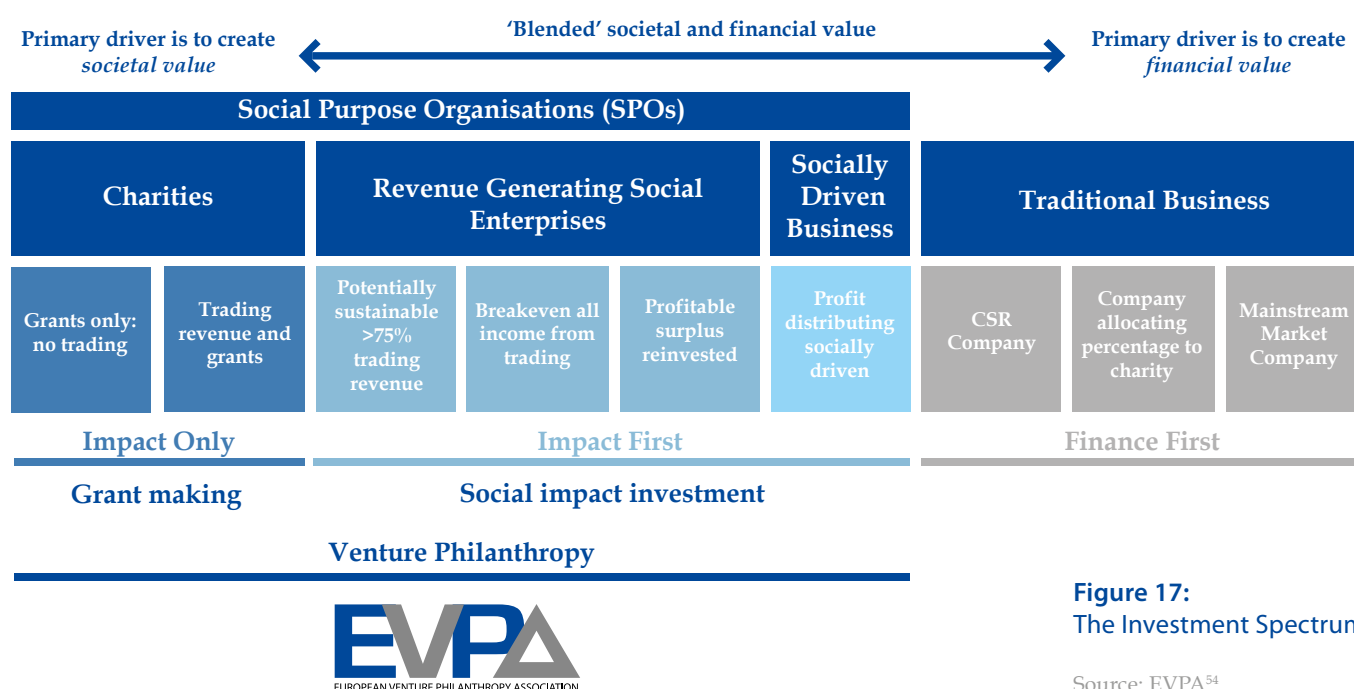 Primary driver is to create
societal value
‘Blended’ societal and financial value
Primary driver is to create
financial value
Social Purpose Organisations (SPOs)
Charities
Revenue Generating Social
Enterprises
Socially
Driven
Business
Traditional Business
Grants only:
no trading
Trading
revenue and
grants
Potentially
sustainable
>75%
trading
revenue
Breakeven all
income from
trading
Profitable
surplus
reinvested
Profit
distributing
socially
driven
CSR
Company
Company
allocating
percentage to
charity
Mainstream
Market
Company
Impact Only
Impact First
Finance First
Grant making
Social impact investment
Venture Philanthropy
EVPA
EUROPEAN VENTURE PHILANTHROPY ASSOCIATION
Figure 17:
The Investment Spectrum
Source: EVPA54